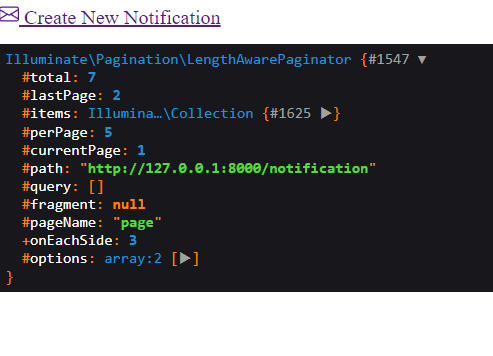 Create New Notification
Illuminate\Pagination\LengthAwarePaginator {#1547 ▼
#total: 7
#lastPage: 2
#items: Illumina…\Collection {#1625 ▶}
#perPage: 5
#currentPage: 1
#path: "http://127.0.0.1:8000/notification"
#query: []
#fragment: null
#pageName: "page"
+onEachSide: 3
#options: array:2 [▶]
}